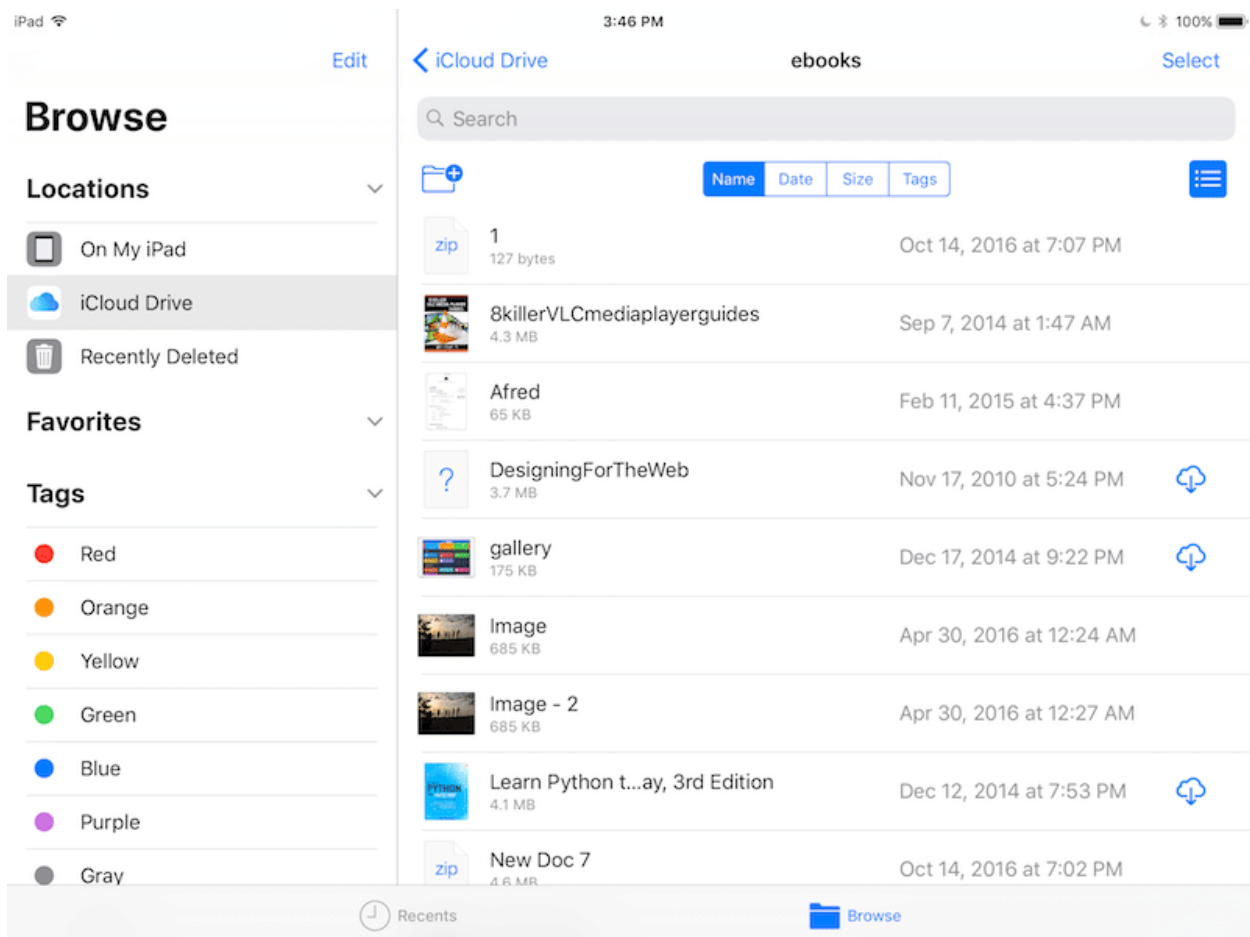 iPad
3:46 PM
100%
Edit
iCloud Drive
ebooks
Select
Browse
Search
Locations
Name Date Size Tags
On My iPad
iCloud Drive
Recently Deleted
Favorites
Tags
Red
Orange
Yellow
Green
Blue
Purple
Gray
zip
1
127 bytes
Oct 14, 2016 at 7:07 PM
8killerVLCmediaplayerguides
4.3 MB
Sep 7, 2014 at 1:47 AM
Afred
65 KB
Feb 11, 2015 at 4:37 PM
?
DesigningForTheWeb
3.7 MB
Nov 17, 2010 at 5:24 PM
gallery
175 KB
Dec 17, 2014 at 9:22 PM
Image
685 KB
Apr 30, 2016 at 12:24 AM
Image - 2
685 KB
Apr 30, 2016 at 12:27 AM
PYTHON
Learn Python t...ay, 3rd Edition
4.1 MB
Dec 12, 2014 at 7:53 PM
zip
New Doc 7
4.6 MB
Oct 14, 2016 at 7:02 PM
Recents
Browse